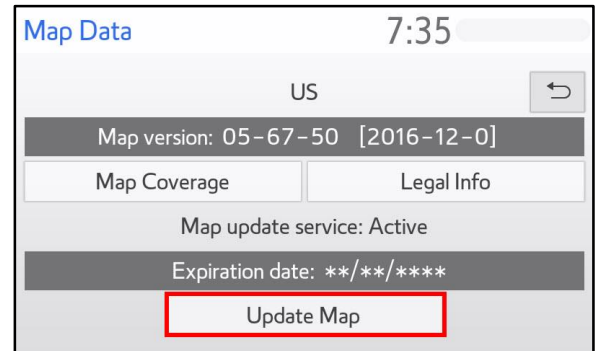 Map Data 7:35
US
Map version: 05-67-50 [2016-12-0]
Map Coverage Legal Info
Map update service: Active
Expiration date: **/**/****
Update Map